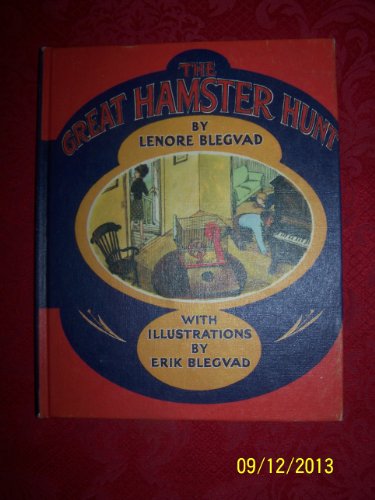 THE
GREAT HAMSTER HUNT
BY
LENORE BLEGVAD
WITH
ILLUSTRATIONS
BY
ERIK BLEGVAD
09/12/2013